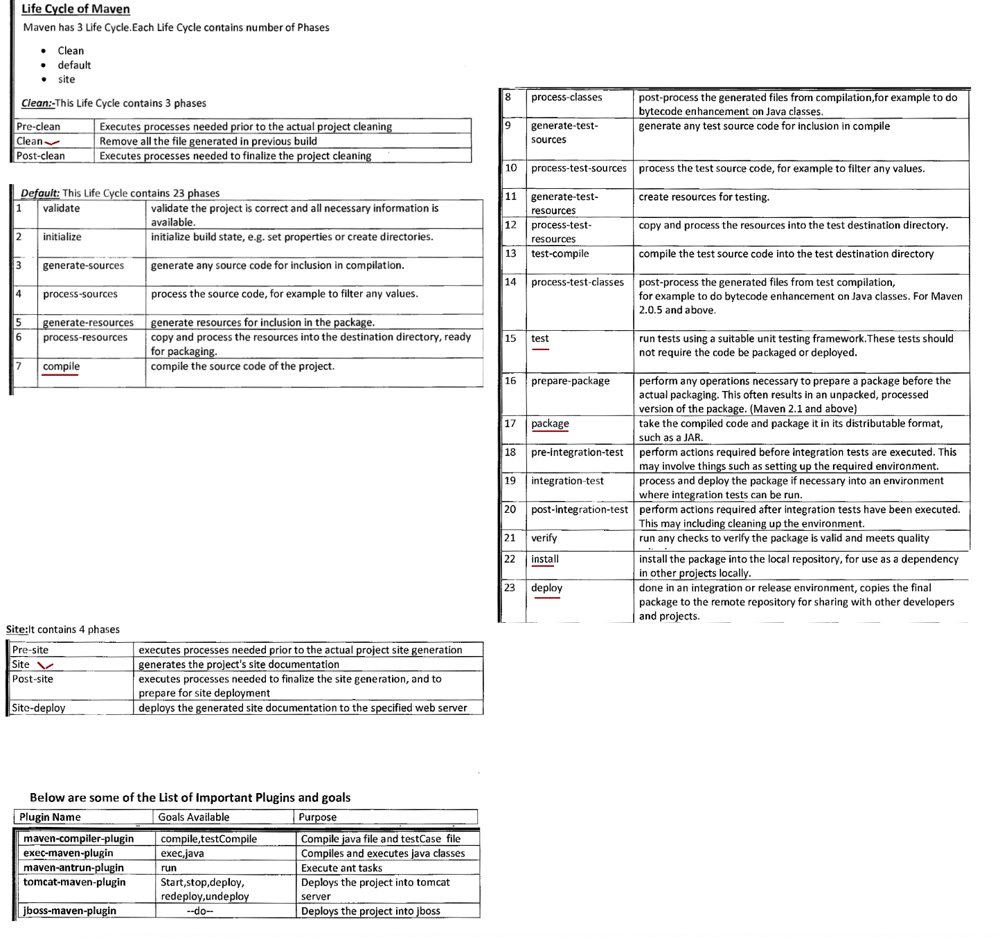 Life Cycle of Maven
Maven has 3 Life Cycle.Each Life Cycle contains number of Phases
• Clean
• default
• site
Clean:-This Life Cycle contains 3 phases
Pre-clean Executes processes needed prior to the actual project cleaning
Clean Remove all the file generated in previous build
Post-clean Executes processes needed to finalize the project cleaning
Default: This Life Cycle contains 23 phases
1 validate validate the project is correct and all necessary information is
available.
2 initialize initialize build state, e.g. set properties or create directories.
3 generate-sources generate any source code for inclusion in compilation.
4 process-sources process the source code, for example to filter any values.
5 generate-resources generate resources for inclusion in the package.
6 process-resources copy and process the resources into the destination directory, ready
for packaging.
7 compile compile the source code of the project.
8 process-classes post-process the generated files from compilation,for example to do
bytecode enhancement on Java classes.
9 generate-test- generate any test source code for inclusion in compile
sources
10 process-test-sources process the test source code, for example to filter any values.
11 generate-test- create resources for testing.
resources
12 process-test- copy and process the resources into the test destination directory.
resources
13 test-compile compile the test source code into the test destination directory
14 process-test-classes post-process the generated files from test compilation,
for example to do bytecode enhancement on Java classes. For Maven
2.0.5 and above.
15 test run tests using a suitable unit testing framework.These tests should
not require the code be packaged or deployed.
16 prepare-package perform any operations necessary to prepare a package before the
actual packaging. This often results in an unpacked, processed
version of the package. (Maven 2.1 and above)
17 package take the compiled code and package it in its distributable format,
such as a JAR.
18 pre-integration-test perform actions required before integration tests are executed. This
may involve things such as setting up the required environment.
19 integration-test process and deploy the package if necessary into an environment
where integration tests can be run.
20 post-integration-test perform actions required after integration tests have been executed.
This may including cleaning up the environment.
21 verify run any checks to verify the package is valid and meets quality
22 install install the package into the local repository, for use as a dependency
in other projects locally.
23 deploy done in an integration or release environment, copies the final
package to the remote repository for sharing with other developers
and projects.
Site:It contains 4 phases
Pre-site executes processes needed prior to the actual project site generation
Site generates the project's site documentation
Post-site executes processes needed to finalize the site generation, and to
prepare for site deployment
Site-deploy deploys the generated site documentation to the specified web server
Below are some of the List of Important Plugins and goals
Plugin Name Goals Available Purpose
maven-compiler-plugin compile,testCompile Compile java file and testCase file
exec-maven-plugin exec,java Compiles and executes java classes
maven-antrun-plugin run Execute ant tasks
tomcat-maven-plugin Start,stop,deploy, Deploys the project into tomcat
redeploy,undeploy server
jboss-maven-plugin --do-- Deploys the project into jboss